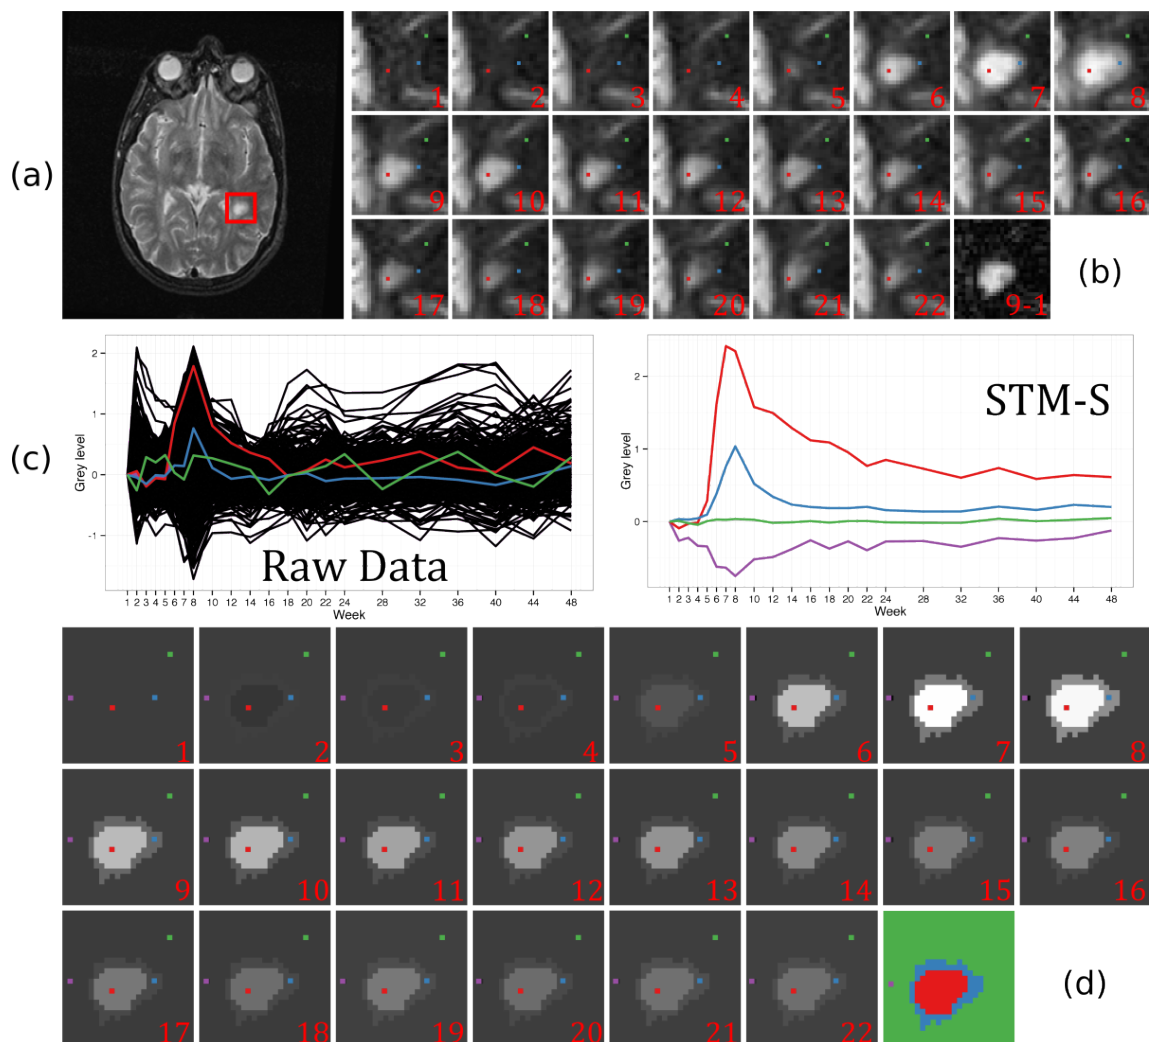 (a)
1 2 3 4 5 6 7 8
9 10 11 12 13 14 15 16
17 18 19 20 21 22 9-1
(b)
(c)
2
1
0
-1
Grey level
Raw Data
1 2 3 4 5 6 7 8 10 12 14 16 18 20 22 24 28 32 36 40 44 48
Week
2
1
0
Grey level
STM-S
1 2 3 4 5 6 7 8 10 12 14 16 18 20 22 24 28 32 36 40 44 48
Week
1 2 3 4 5 6 7 8
9 10 11 12 13 14 15 16
17 18 19 20 21 22
(d)